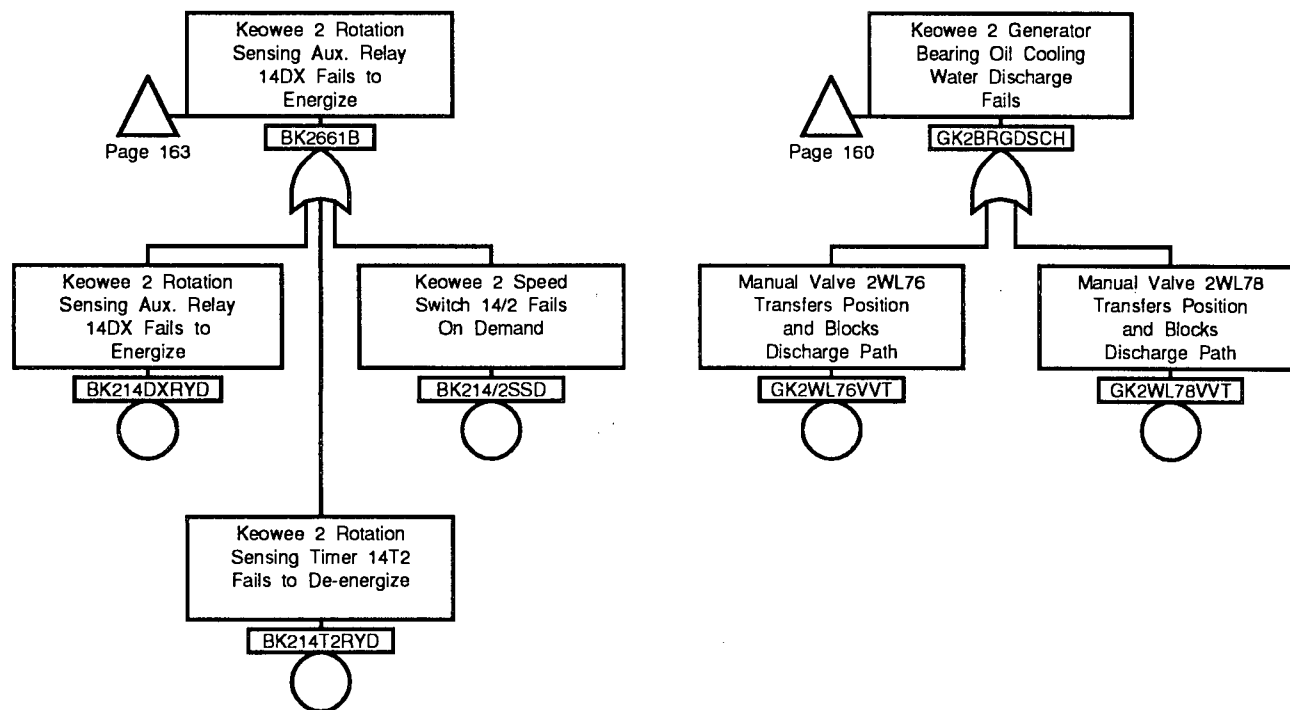 Keowee 2 Rotation
Sensing Aux. Relay
14DX Fails to
Energize
Page 163
BK2661B
Keowee 2 Rotation
Sensing Aux. Relay
14DX Fails to
Energize
BK214DXRYD
Keowee 2 Speed
Switch 14/2 Fails
On Demand
BK214/2SSD
Keowee 2 Rotation
Sensing Timer 14T2
Fails to De-energize
BK214T2RYD
Keowee 2 Generator
Bearing Oil Cooling
Water Discharge
Fails
Page 160
GK2BRGDSCH
Manual Valve 2WL76
Transfers Position
and Blocks
Discharge Path
GK2WL76VVT
Manual Valve 2WL78
Transfers Position
and Blocks
Discharge Path
GK2WL78VVT